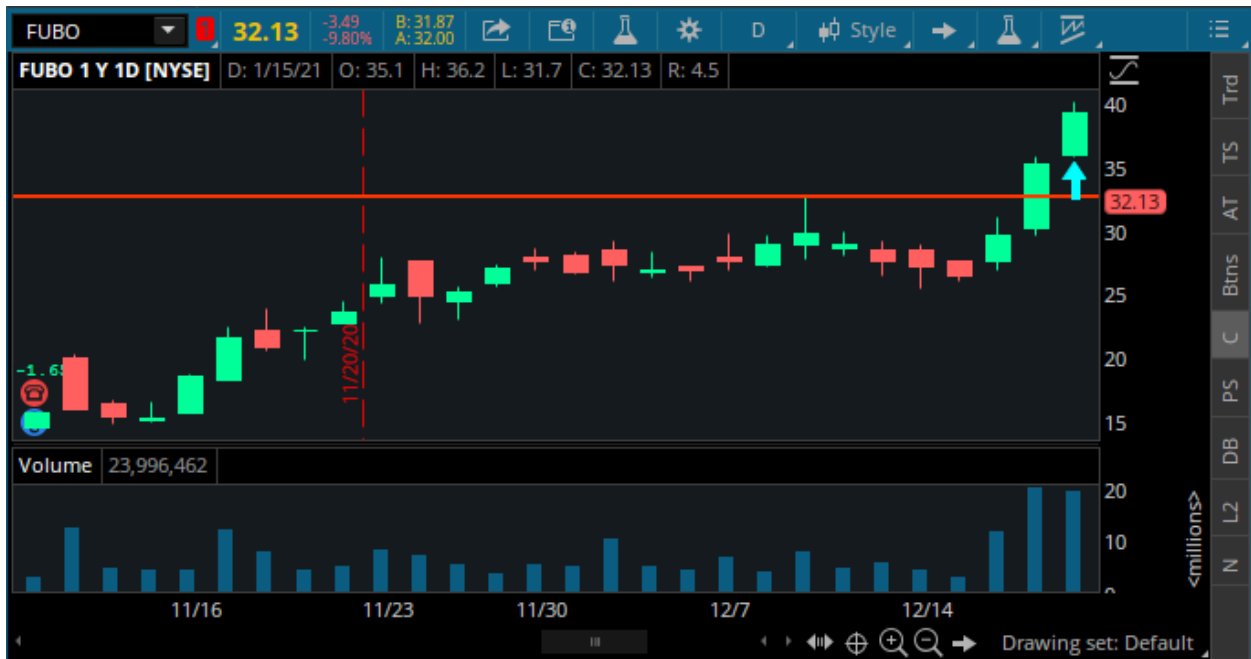 FUBO 1 32.13 -3.49 -9.80% B: 31.87 A: 32.00 D Style
FUBO 1 Y 1D [NYSE] D: 1/15/21 O: 35.1 H: 36.2 L: 31.7 C: 32.13 R: 4.5
40
35
32.13
30
25
20
15
-1.65
11/20/20
Volume 23,996,462
20
10
<millions>
11/16 11/23 11/30 12/7 12/14
Drawing set: Default
Trd
TS
AT
Btns
C
PS
DB
L2
N